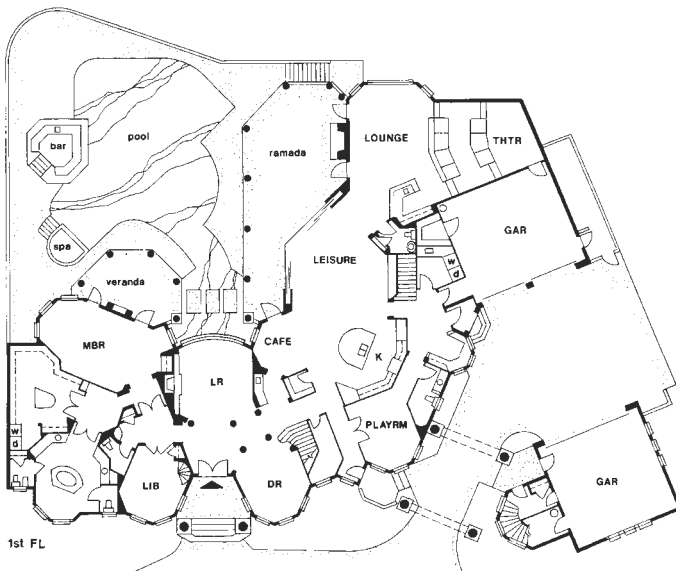 LOUNGE
THTR
bar
pool
ramada
GAR
spa
LEISURE
w
d
veranda
MBR
CAFE
LR
K
w
d
PLAYRM
LIB
DR
GAR
1st FL